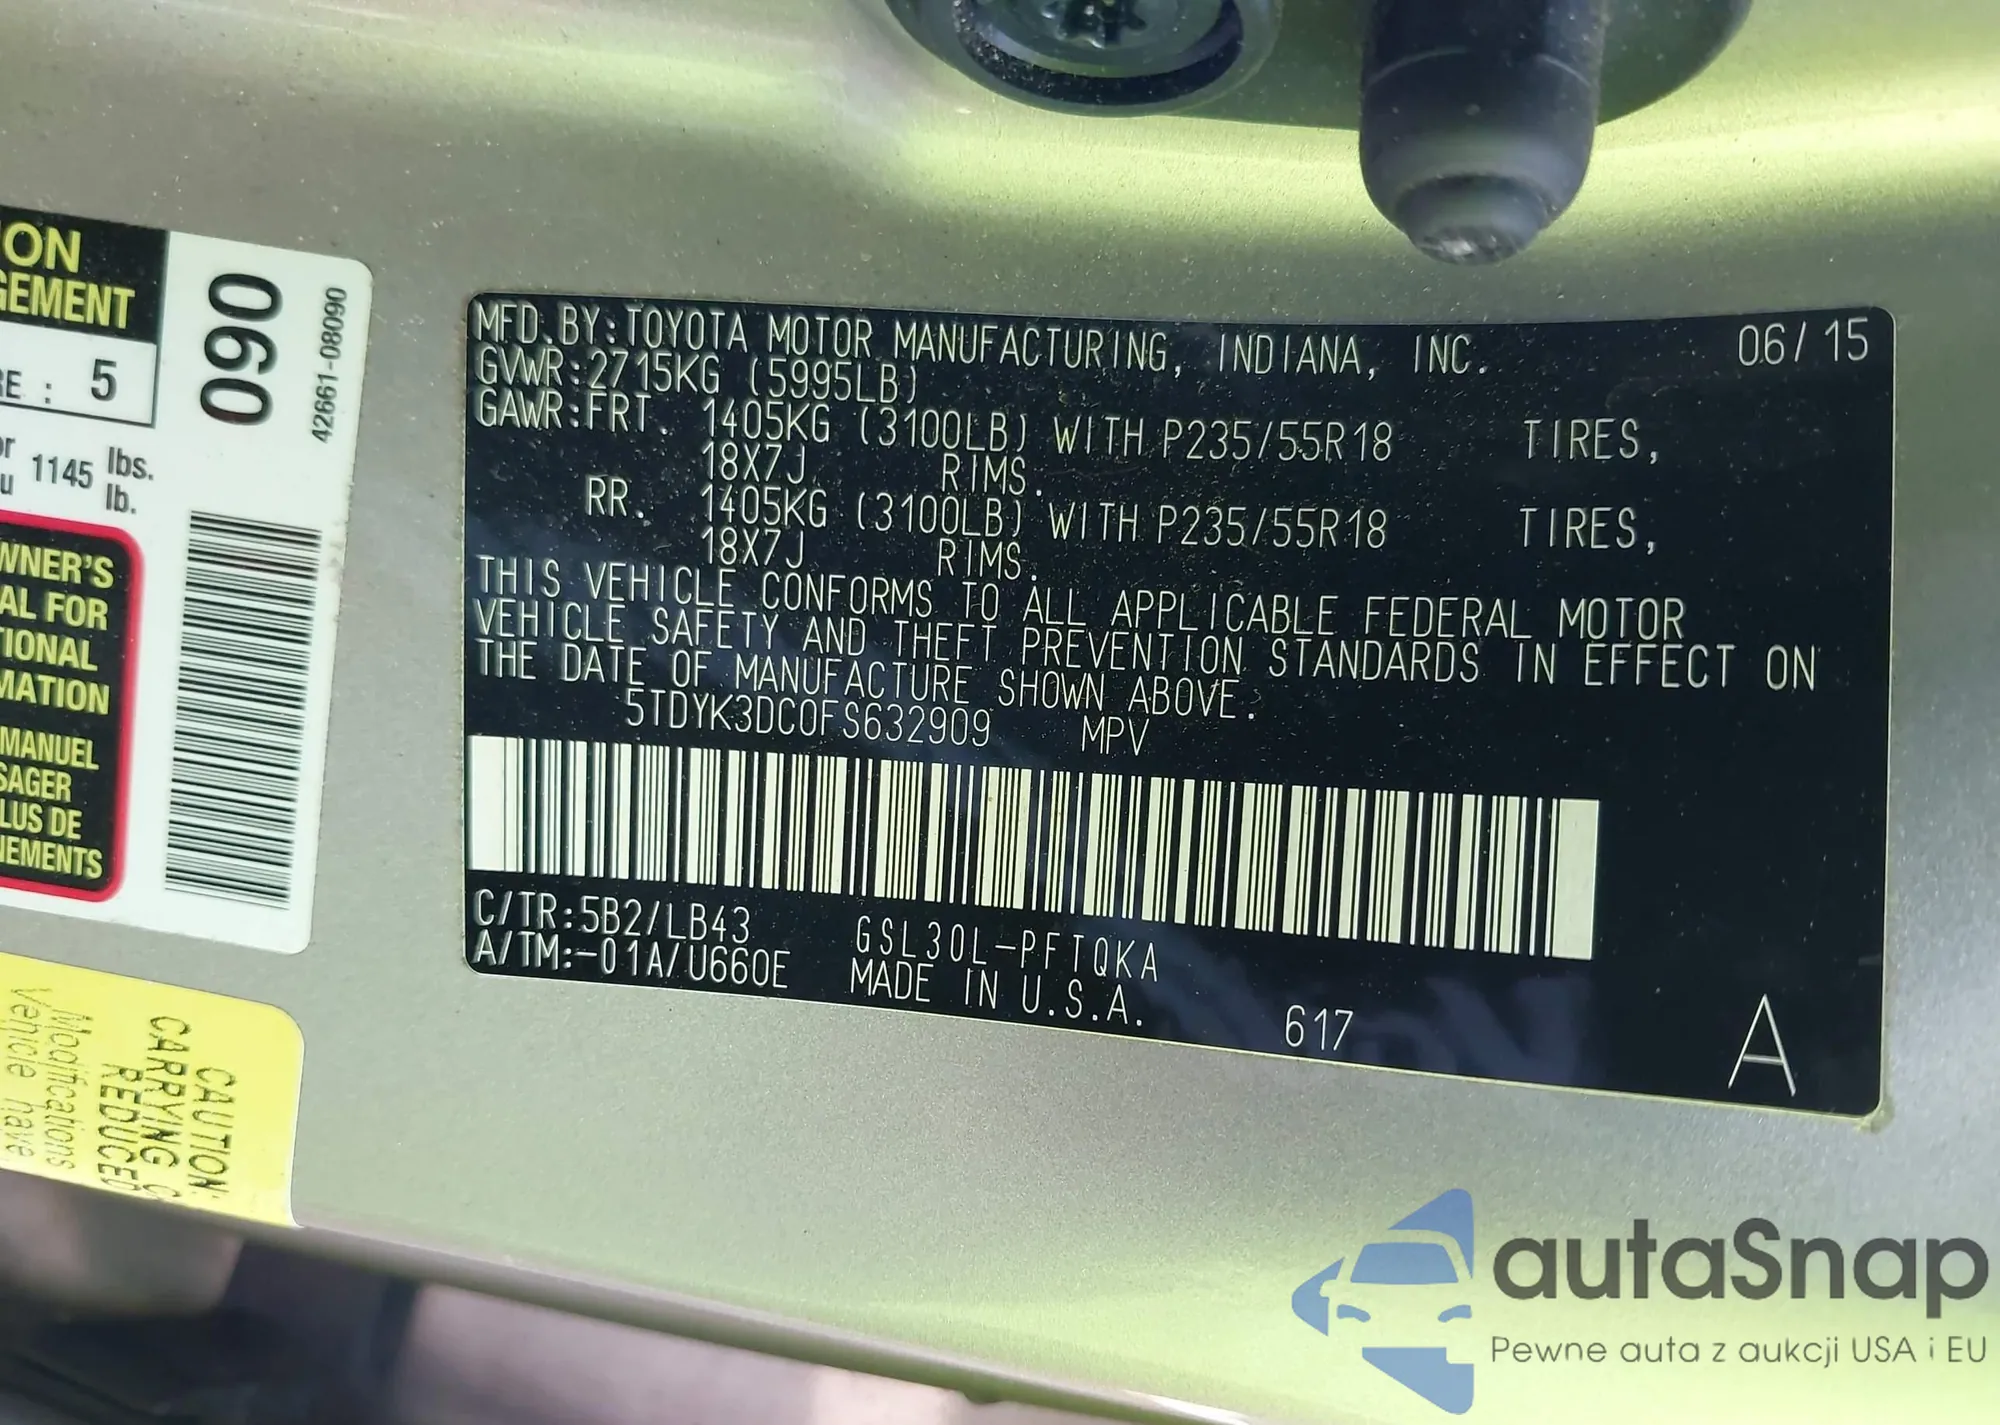 ION
GEMENT
RE : 5
or
u
1145 lbs.
lb.
090
42661-08090
WNER'S
AL FOR
TIONAL
MATION
MANUEL
SAGER
LUS DE
NEMENTS
CAUTION:
CARRYING C
REDUCED
Modifications
vehicle have
MFD. BY: TOYOTA MOTOR MANUFACTURING, INDIANA, INC. 06/15
GVWR: 2715KG (5995LB)
GAWR: FRT. 1405KG (3100LB) WITH P235/55R18 TIRES,
18X7J RIMS.
RR. 1405KG (3100LB) WITH P235/55R18 TIRES,
18X7J RIMS.
THIS VEHICLE CONFORMS TO ALL APPLICABLE FEDERAL MOTOR
VEHICLE SAFETY AND THEFT PREVENTION STANDARDS IN EFFECT ON
THE DATE OF MANUFACTURE SHOWN ABOVE.
5TDYK3DC0FS632909 MPV
C/TR: 5B2/LB43 GSL30L-PFTQKA
A/TM: -01A/U660E MADE IN U.S.A.
617
A
autaSnap
Pewne auta z aukcji USA i EU